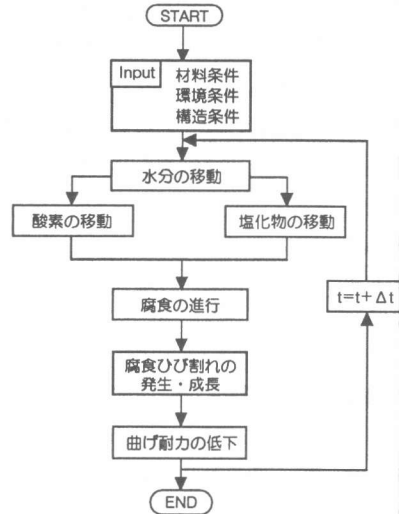 START
Input
材料条件
環境条件
構造条件
水分の移動
酸素の移動
塩化物の移動
腐食の進行
t=t+Δt
腐食ひび割れの
発生・成長
曲げ耐力の低下
END